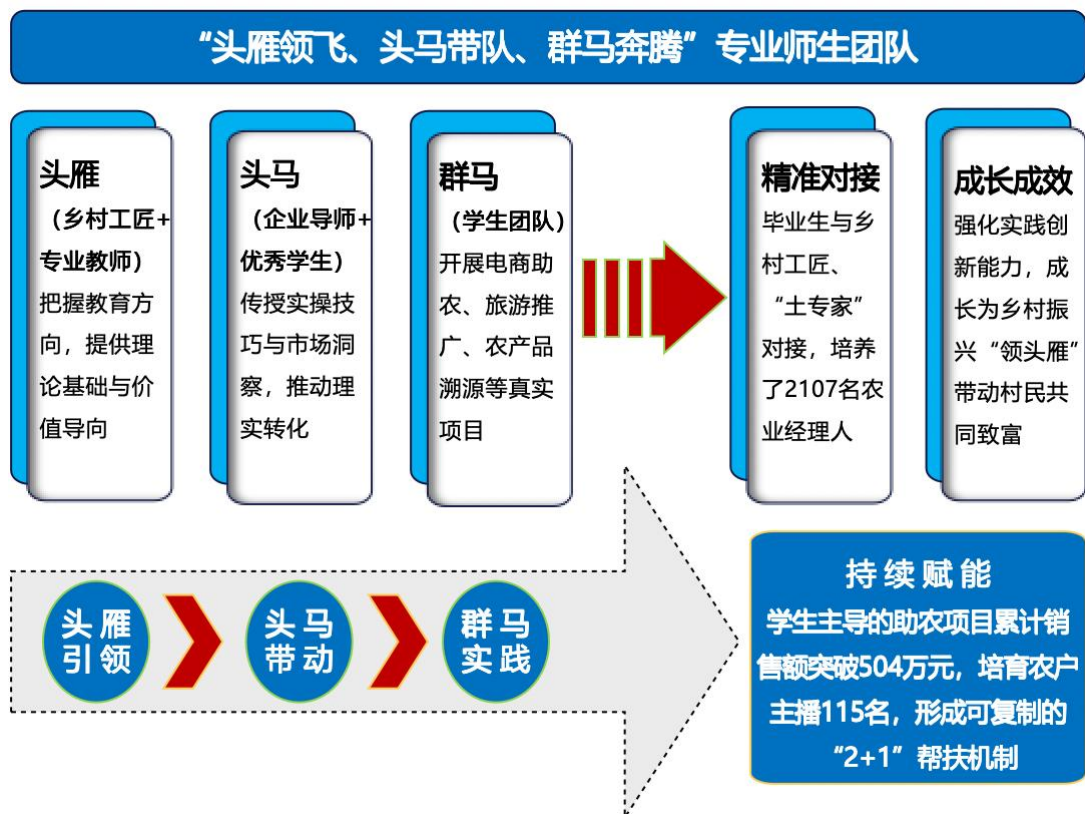 “头雁领飞、头马带队、群马奔腾”专业师生团队
头雁
（乡村工匠+
专业教师）
把握教育方
向，提供理
论基础与价
值导向
头马
（企业导师+
优秀学生）
传授实操技
巧与市场洞
察，推动理
实转化
群马
（学生团队）
开展电商助
农、旅游推
广、农产品
溯源等真实
项目
精准对接
毕业生与乡
村工匠、
“土专家”
对接，培养
了2107名农
业经理人
成长成效
强化实践创
新能力，成
长为乡村振
兴“领头雁”
带动村民共
同致富
头雁
引领
头马
带动
群马
实践
持续赋能
学生主导的助农项目累计销
售额突破504万元，培育农户
主播115名，形成可复制的
“2+1”帮扶机制